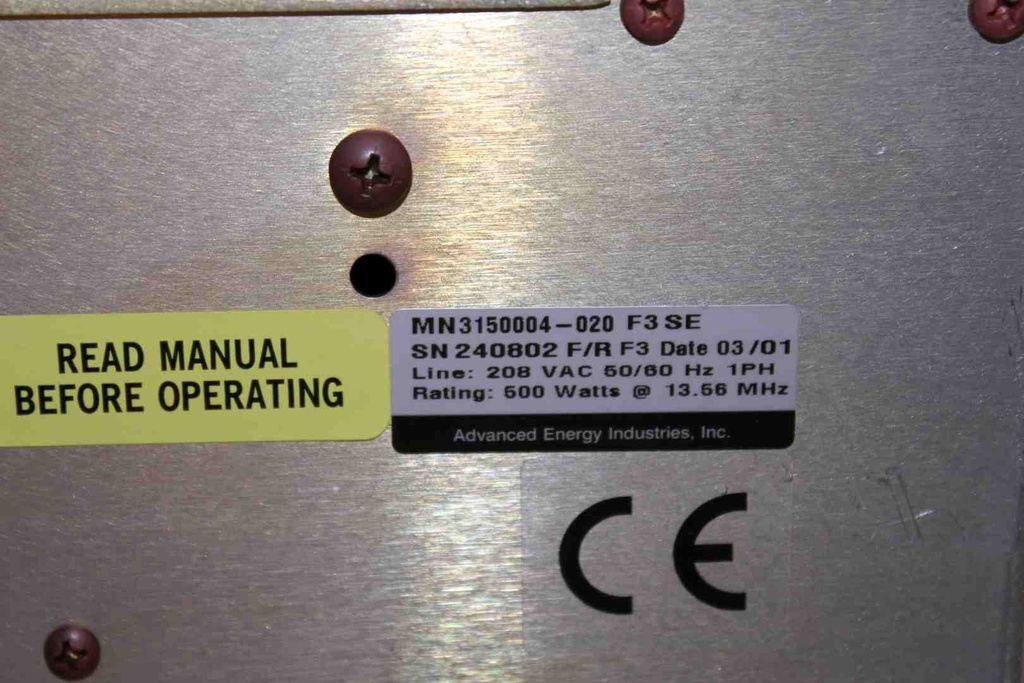 READ MANUAL
BEFORE OPERATING
MN3150004-020 F3 SE
SN 240802 F/R F3 Date 03/01
Line: 208 VAC 50/60 Hz 1PH
Rating: 500 Watts @ 13.56 MHz
Advanced Energy Industries, Inc.
CE